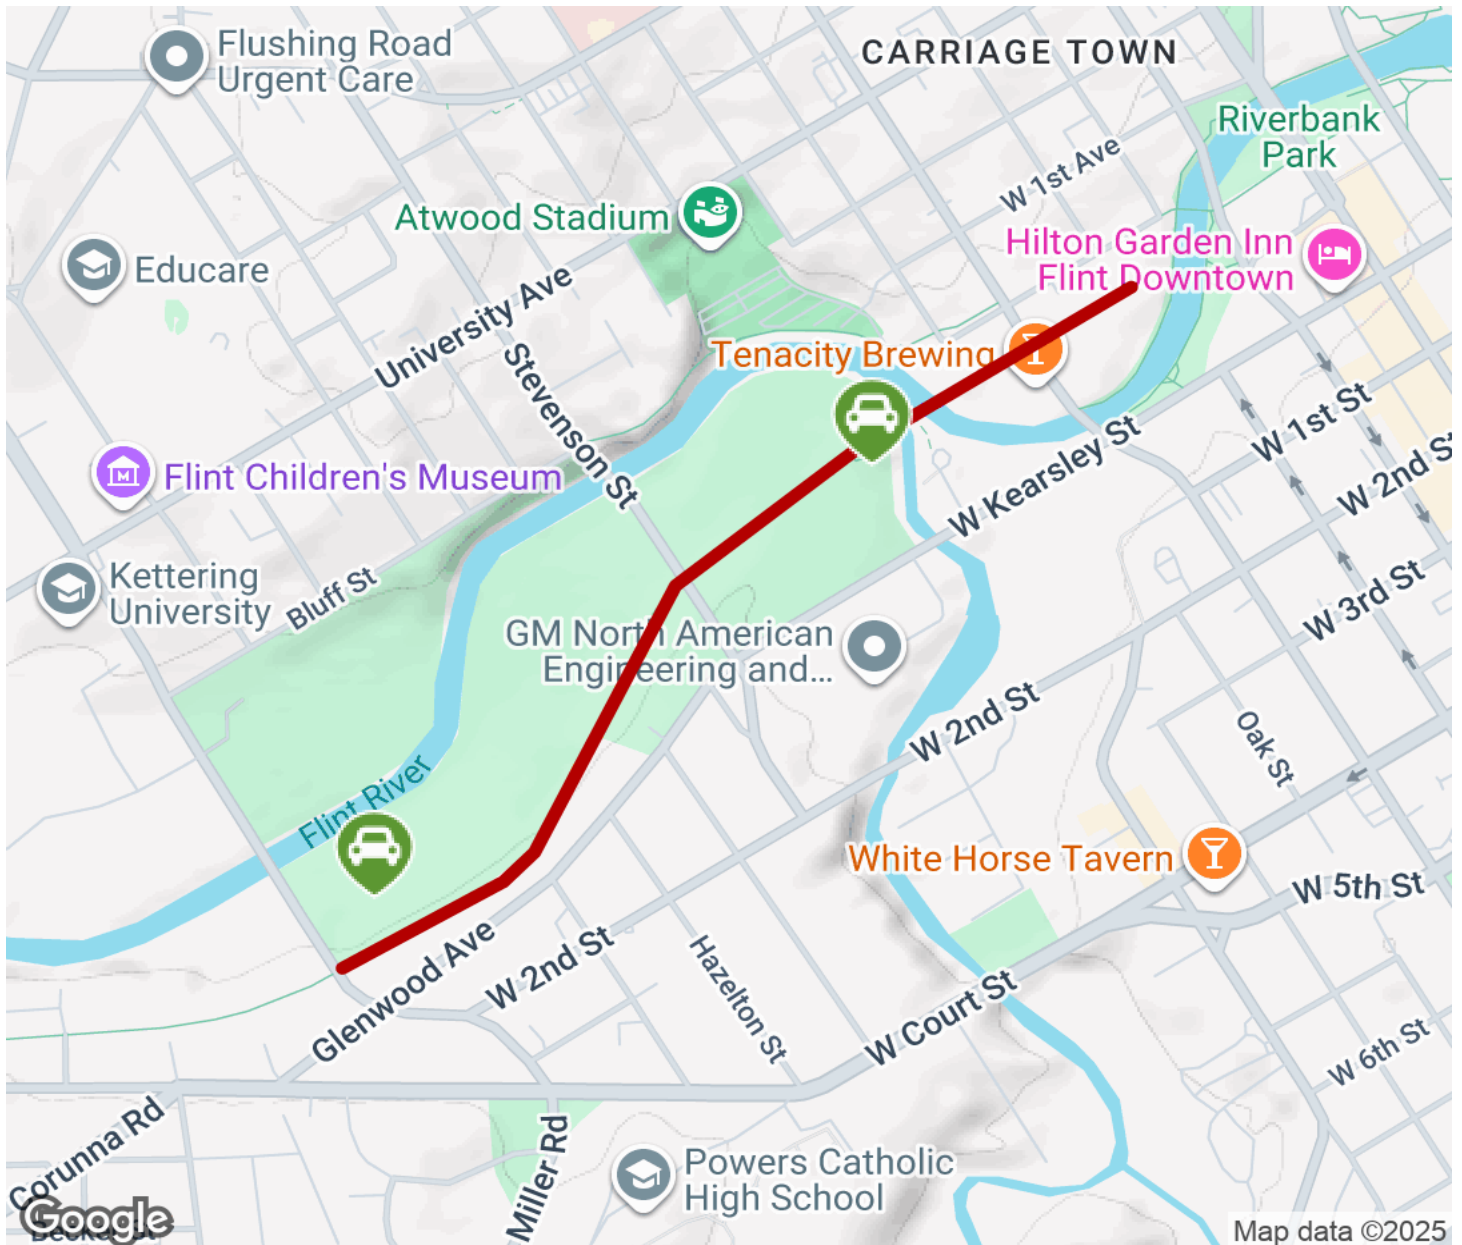 Flushing Road
Urgent Care
CARRIAGE TOWN
Riverbank
Park
W 1st Ave
Atwood Stadium
Hilton Garden Inn
Flint Downtown
Educare
University Ave
Tenacity Brewing
Stevenson St
W 1st St
W Kearsley St
W 2nd St
Flint Children's Museum
M
Kettering
University
Bluff St
W 3rd St
GM North American
Engineering and...
W 2nd St
Oak St
Flint River
White Horse Tavern
W 5th St
Glenwood Ave
W 2nd St
Hazelton St
W Court St
W 6th St
Corunna Rd
Miller Rd
Powers Catholic
High School
Google
Map data ©2025